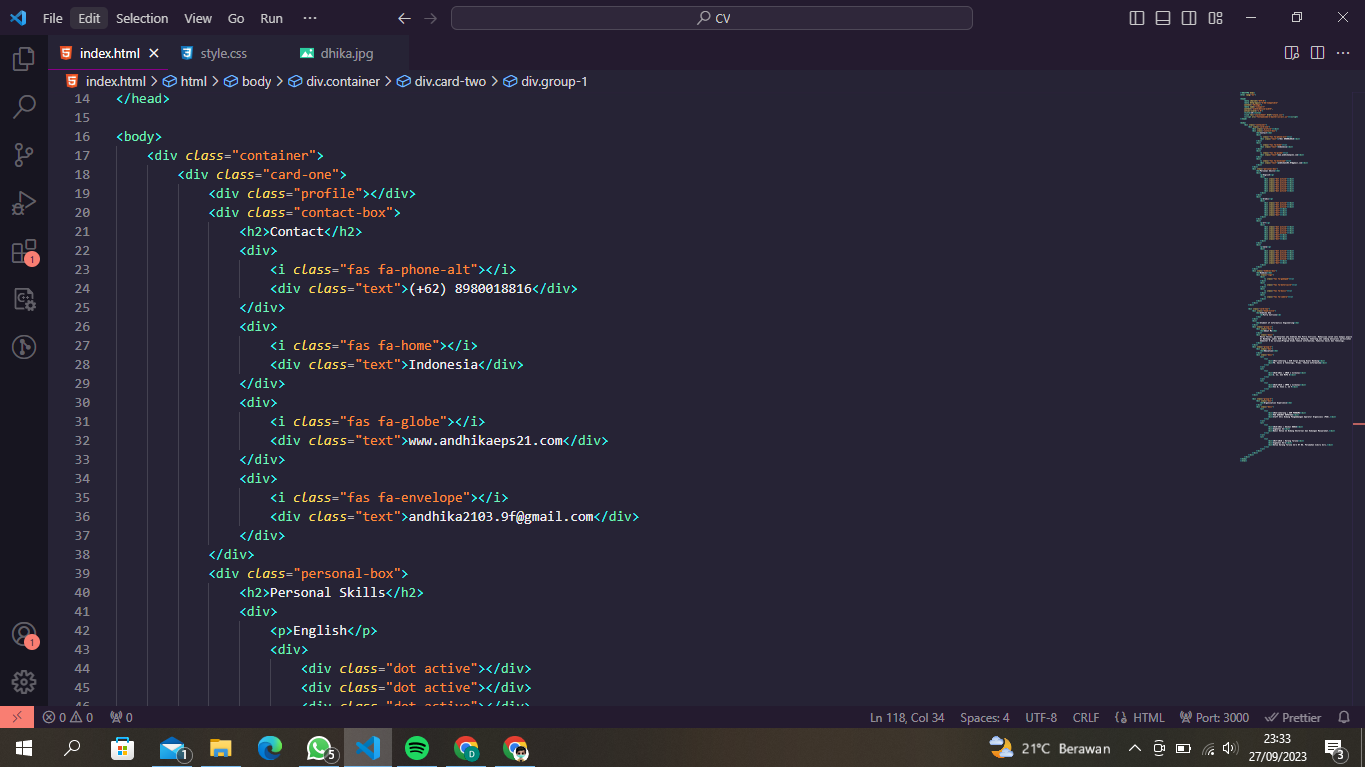 File Edit Selection View Go Run ··· CV
index.html style.css dhika.jpg
index.html > html > body > div.container > div.card-two > div.group-1
14 </head>
15
16 <body>
17 <div class="container">
18 <div class="card-one">
19 <div class="profile"></div>
20 <div class="contact-box">
21 <h2>Contact</h2>
22 <div>
23 <i class="fas fa-phone-alt"></i>
24 <div class="text">(+62) 8980018816</div>
25 </div>
26 <div>
27 <i class="fas fa-home"></i>
28 <div class="text">Indonesia</div>
29 </div>
30 <div>
31 <i class="fas fa-globe"></i>
32 <div class="text">www.andhikaeps21.com</div>
33 </div>
34 <div>
35 <i class="fas fa-envelope"></i>
36 <div class="text">andhika2103.9f@gmail.com</div>
37 </div>
38 </div>
39 <div class="personal-box">
40 <h2>Personal Skills</h2>
41 <div>
42 <p>English</p>
43 <div>
44 <div class="dot active"></div>
45 <div class="dot active"></div>
46 <div class="dot active"></div>
0 0 0 Ln 118, Col 34 Spaces: 4 UTF-8 CRLF {} HTML Port: 3000 Prettier
1 5 D 21°C Berawan 23:33 3
27/09/2023